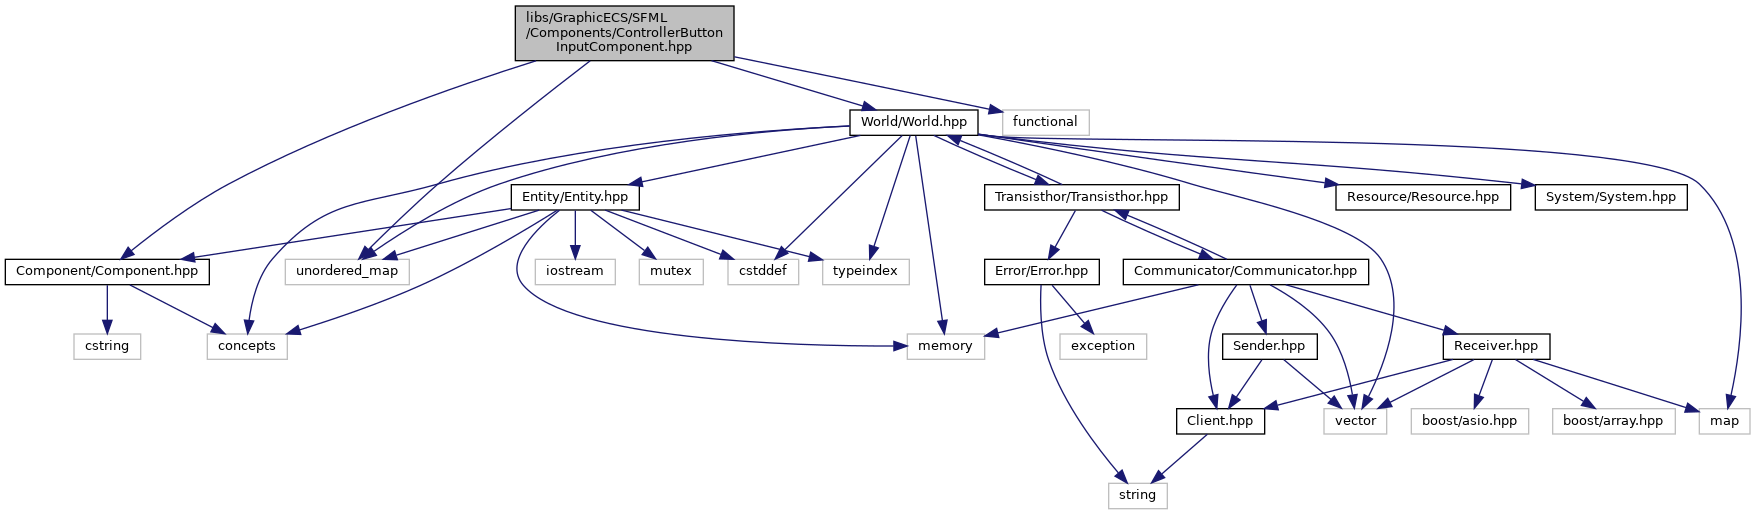 libs/GraphicECS/SFML
/Components/ControllerButton
InputComponent.hpp
World/World.hpp
functional
Entity/Entity.hpp
Transisthor/Transisthor.hpp
Resource/Resource.hpp
System/System.hpp
Component/Component.hpp
unordered_map
iostream
mutex
cstddef
typeindex
Error/Error.hpp
Communicator/Communicator.hpp
cstring
concepts
memory
exception
Sender.hpp
Receiver.hpp
Client.hpp
vector
boost/asio.hpp
boost/array.hpp
map
string